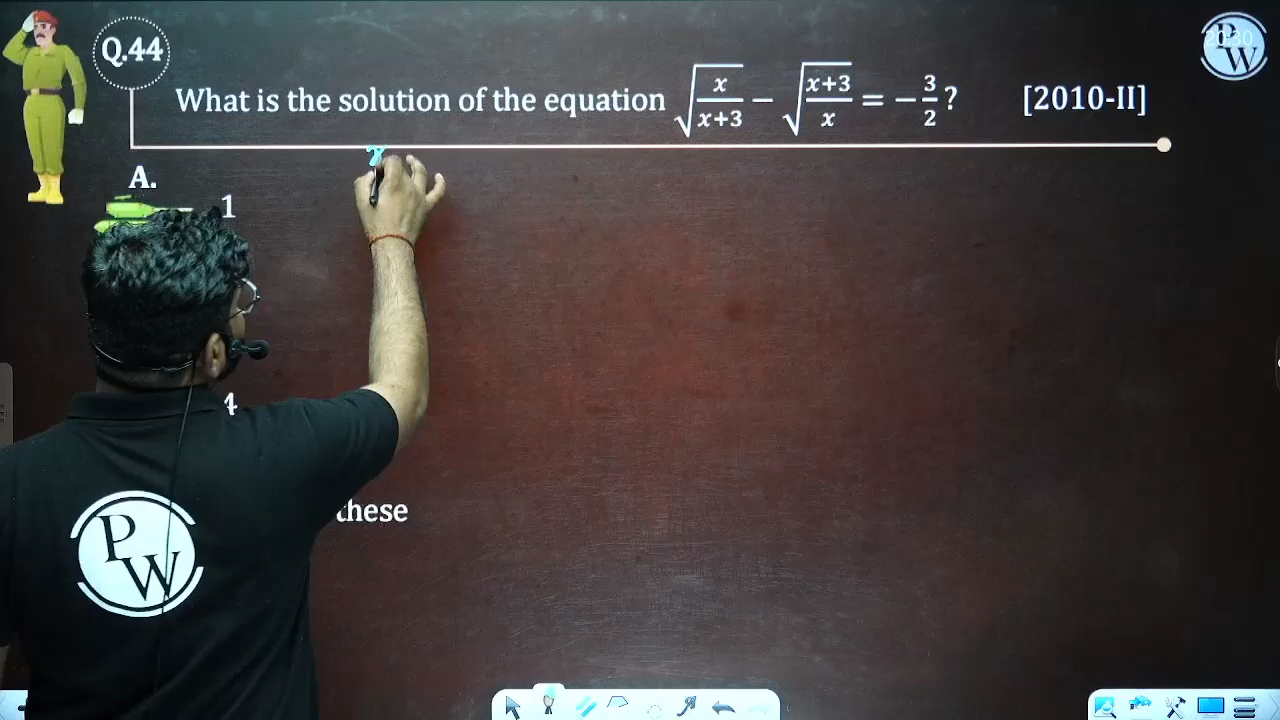 Q.44
What is the solution of the equation √(x/(x+3)) − √((x+3)/x) = −3/2? [2010-II]
A.
1
4
these
PW
PW